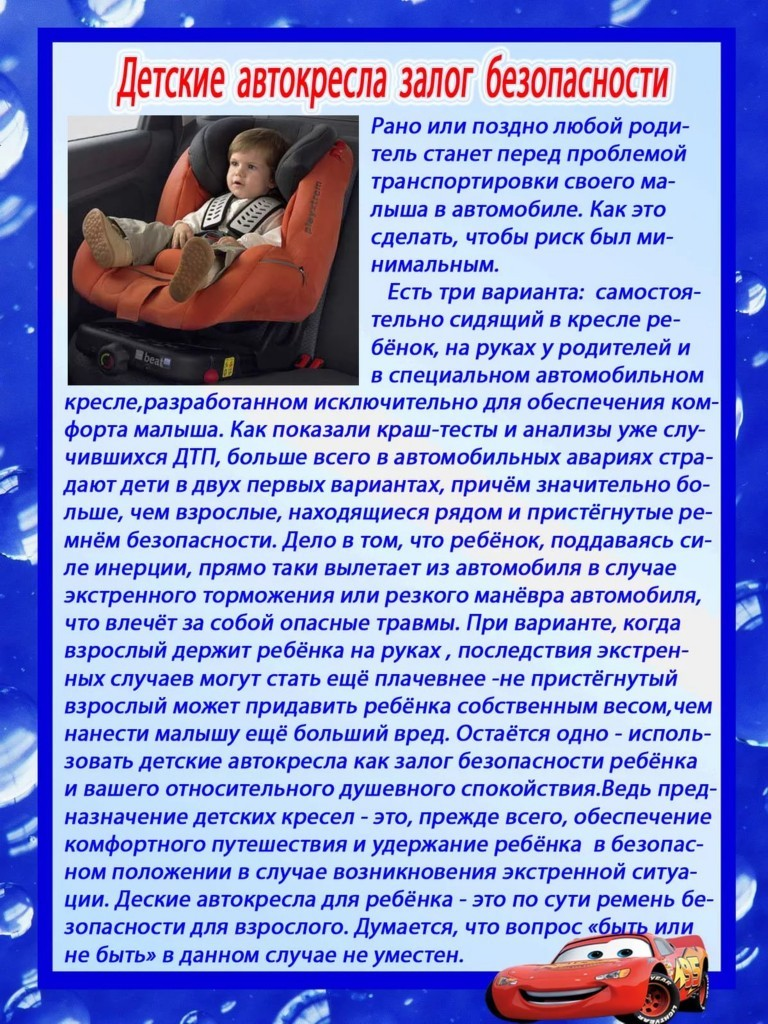 Детские автокресла залог безопасности
Рано или поздно любой роди-
тель станет перед проблемой
транспортировки своего ма-
лыша в автомобиле. Как это
сделать, чтобы риск был ми-
нимальным.
Есть три варианта: самостоя-
тельно сидящий в кресле ре-
бёнок, на руках у родителей и
в специальном автомобильном
кресле,разработанном исключительно для обеспечения ком-
форта малыша. Как показали краш-тесты и анализы уже слу-
чившихся ДТП, больше всего в автомобильных авариях стра-
дают дети в двух первых вариантах, причём значительно бо-
льше, чем взрослые, находящиеся рядом и пристёгнутые ре-
мнём безопасности. Дело в том, что ребёнок, поддаваясь си-
ле инерции, прямо таки вылетает из автомобиля в случае
экстренного торможения или резкого манёвра автомобиля,
что влечёт за собой опасные травмы. При варианте, когда
взрослый держит ребёнка на руках , последствия экстрен-
ных случаев могут стать ещё плачевнее -не пристёгнутый
взрослый может придавить ребёнка собственным весом,чем
нанести малышу ещё больший вред. Остаётся одно - исполь-
зовать детские автокресла как залог безопасности ребёнка
и вашего относительного душевного спокойствия.Ведь пред-
назначение детских кресел - это, прежде всего, обеспечение
комфортного путешествия и удержание ребёнка в безопас-
ном положении в случае возникновения экстренной ситуа-
ции. Деские автокресла для ребёнка - это по сути ремень бе-
зопасности для взрослого. Думается, что вопрос «быть или
не быть» в данном случае не уместен.
playxtrem
beat
95
LIGHTYEAR